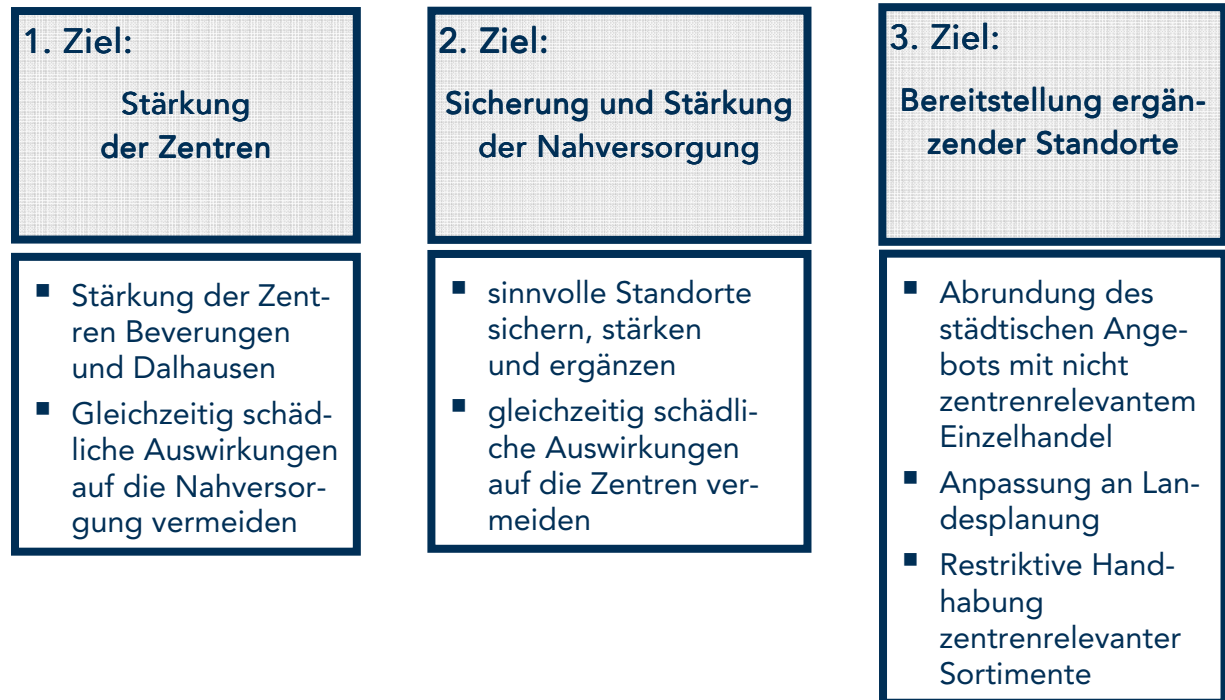 1. Ziel:
Stärkung
der Zentren
Stärkung der Zent-
ren Beverungen
und Dalhausen
Gleichzeitig schäd-
liche Auswirkungen
auf die Nahversor-
gung vermeiden
2. Ziel:
Sicherung und Stärkung
der Nahversorgung
sinnvolle Standorte
sichern, stärken
und ergänzen
gleichzeitig schädli-
che Auswirkungen
auf die Zentren ver-
meiden
3. Ziel:
Bereitstellung ergän-
zender Standorte
Abrundung des
städtischen Ange-
bots mit nicht
zentrenrelevantem
Einzelhandel
Anpassung an Lan-
desplanung
Restriktive Hand-
habung
zentrenrelevanter
Sortimente